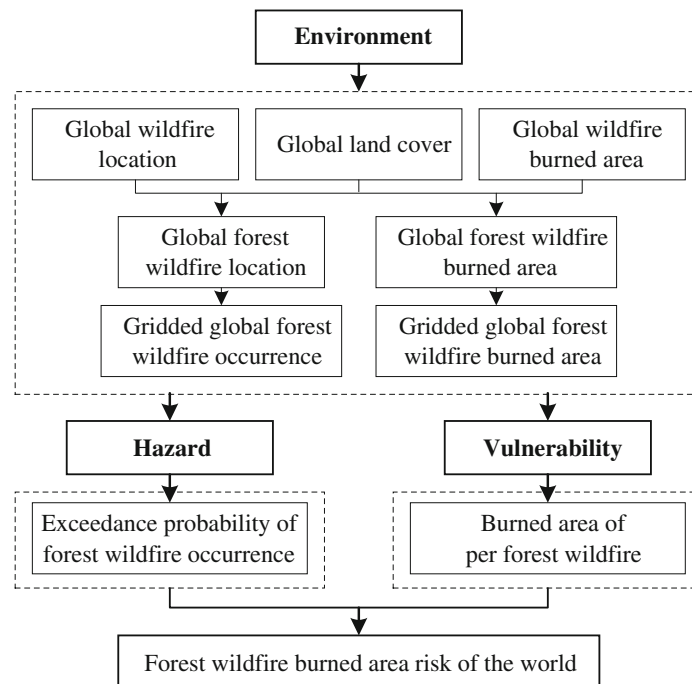 Environment
Global wildfire
location
Global land cover
Global wildfire
burned area
Global forest
wildfire location
Global forest wildfire
burned area
Gridded global forest
wildfire occurrence
Gridded global forest
wildfire burned area
Hazard
Vulnerability
Exceedance probability of
forest wildfire occurrence
Burned area of
per forest wildfire
Forest wildfire burned area risk of the world